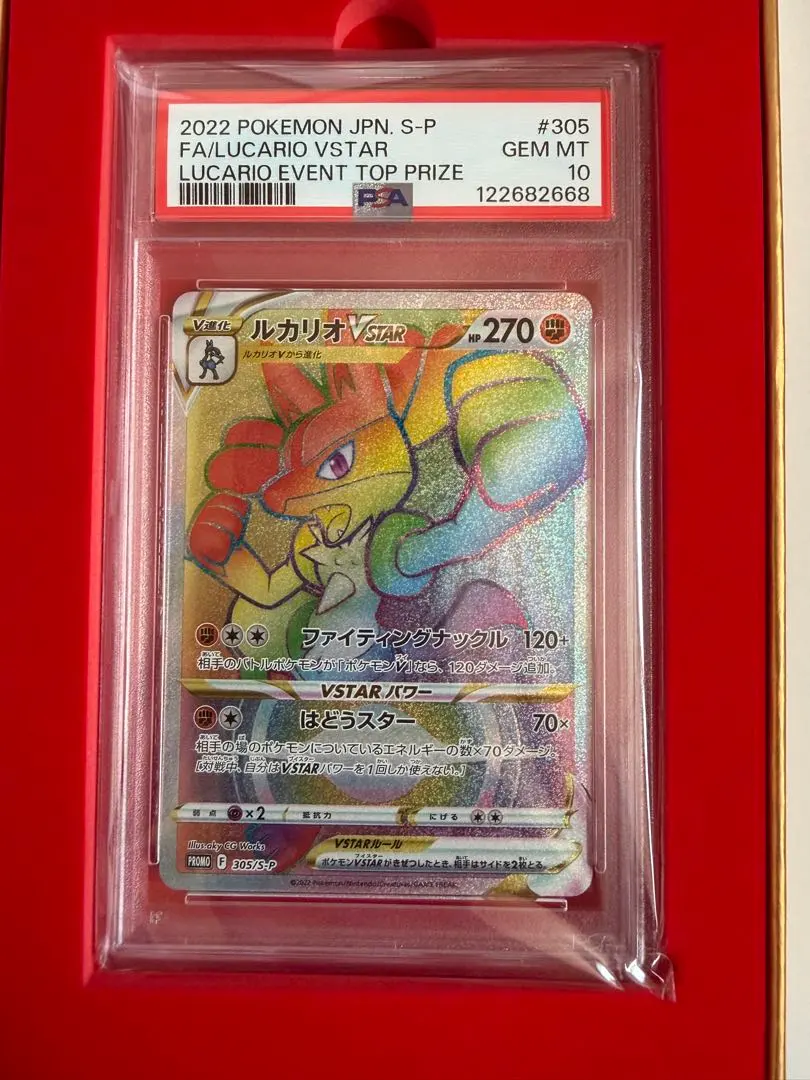 2022 POKEMON JPN. S-P #305
FA/LUCARIO VSTAR GEM MT
LUCARIO EVENT TOP PRIZE 10
PSA 122682668
V進化 ルカリオVSTAR HP270
ルカリオVから進化
ファイティングナックル 120+
相手のバトルポケモンが「ポケモンV」なら、120ダメージ追加。
VSTARパワー
はどうスター 70×
相手の場のポケモンについているエネルギーの数×70ダメージ。
[対戦中、自分はVSTARパワーを1回しか使えない。]
弱点 ×2 抵抗力 にげる
Illus.aky CG Works
VSTARルール
PROMO F 305/S-P
ポケモンVSTARがきぜつしたとき、相手はサイドを2枚とる。
©2022 Pokémon/Nintendo/Creatures/GAME FREAK.